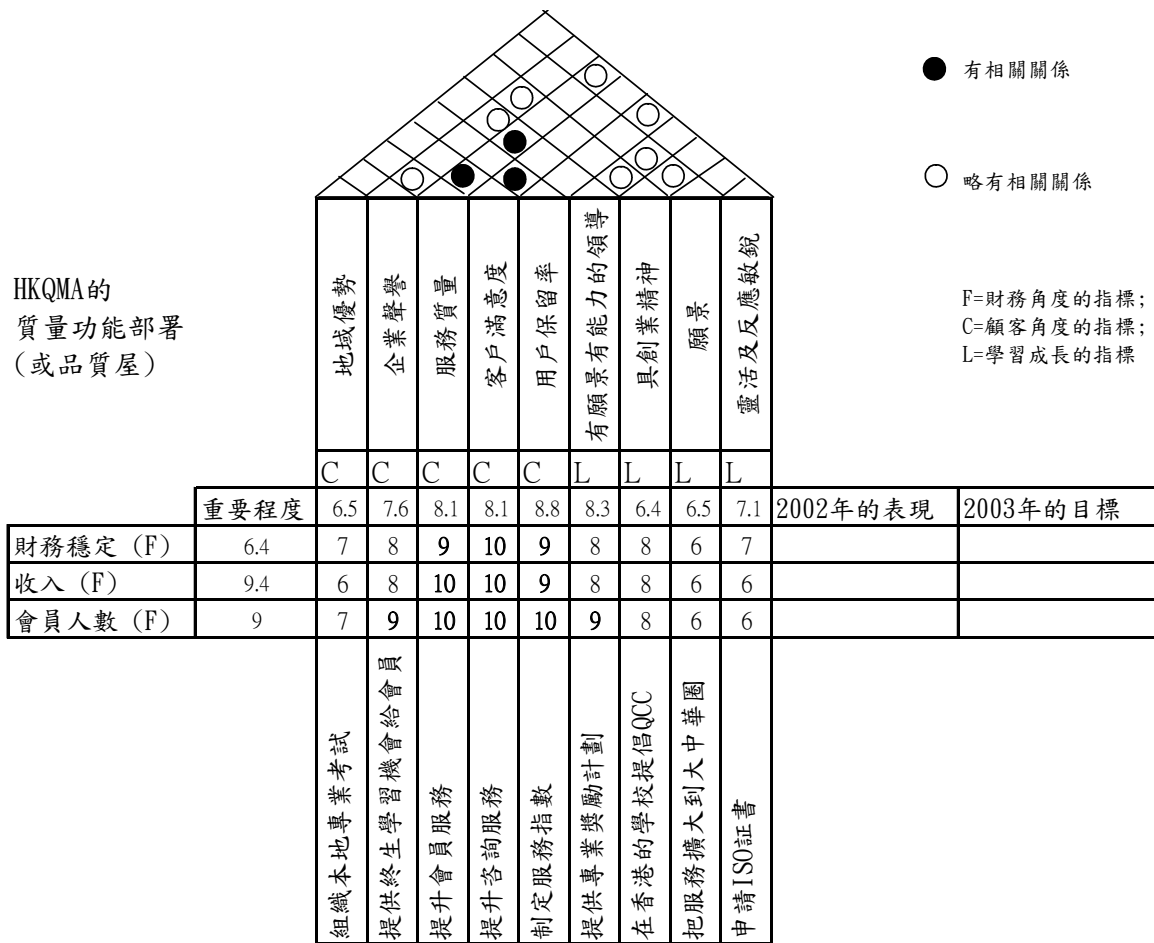 有相關關係
略有相關關係
HKQMA的
質量功能部署
(或品質屋)
F=財務角度的指標;
C=顧客角度的指標;
L=學習成長的指標
地域優勢
企業聲譽
服務質量
客戶滿意度
用戶保留率
有願景有能力的領導
具創業精神
願景
靈活及反應敏銳
C C C C C L L L L
重要程度 6.5 7.6 8.1 8.1 8.8 8.3 6.4 6.5 7.1 2002年的表現 2003年的目標
財務穩定 (F) 6.4 7 8 9 10 9 8 8 6 7
收入 (F) 9.4 6 8 10 10 9 8 8 6 6
會員人數 (F) 9 7 9 10 10 10 9 8 6 6
組織本地專業考試
提供終生學習機會給會員
提升會員服務
提升咨詢服務
制定服務指數
提供專業獎勵計劃
在香港的學校提倡QCC
把服務擴大到大中華圈
申請ISO証書